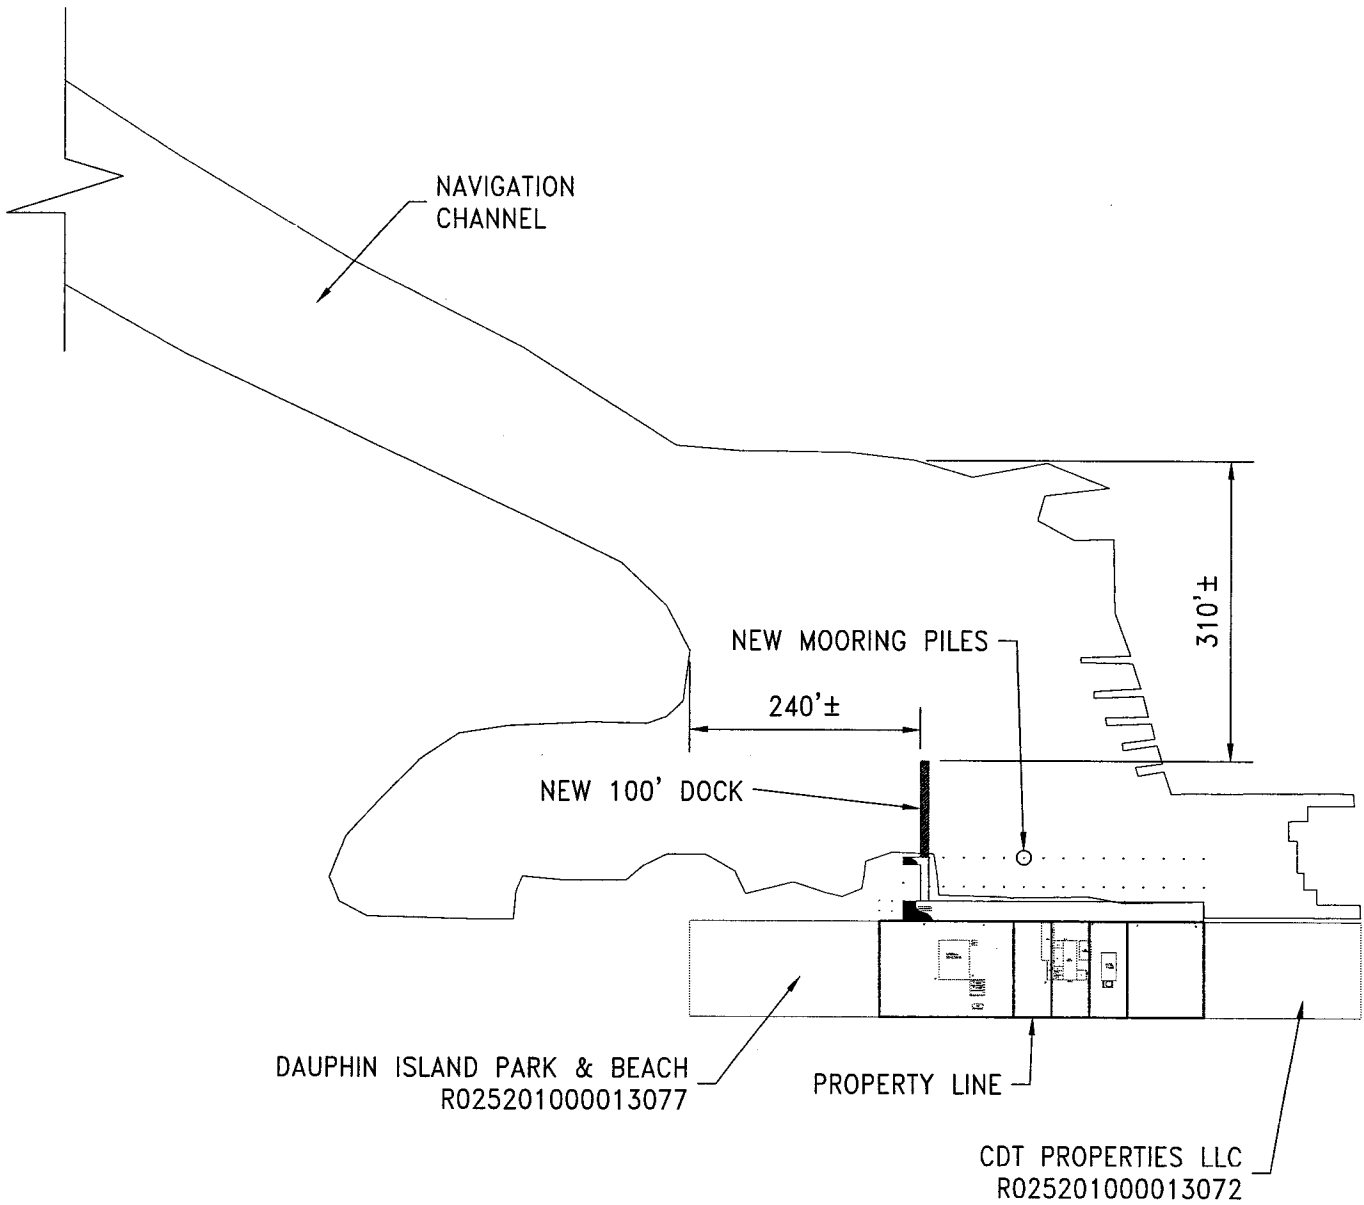 NAVIGATION
CHANNEL
310'±
NEW MOORING PILES
240'±
NEW 100' DOCK
DAUPHIN ISLAND PARK & BEACH
R025201000013077
PROPERTY LINE
CDT PROPERTIES LLC
R025201000013072